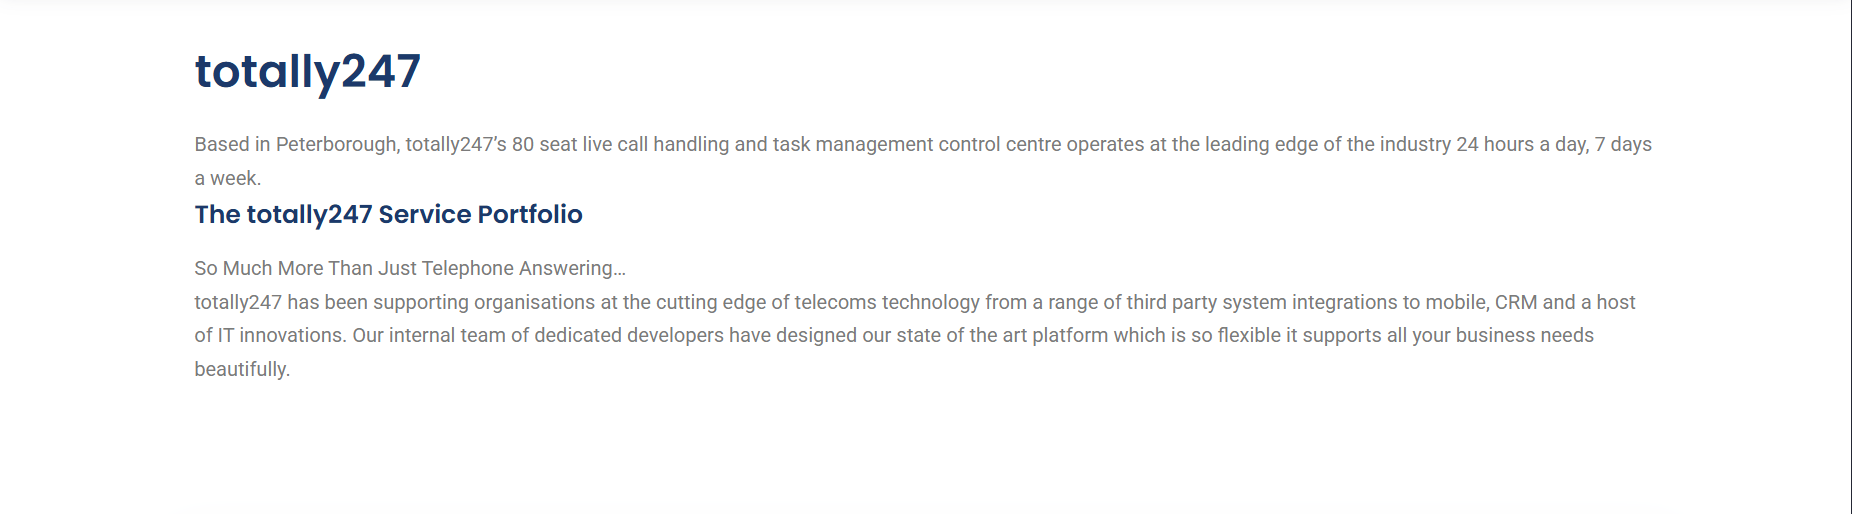 totally247
Based in Peterborough, totally247’s 80 seat live call handling and task management control centre operates at the leading edge of the industry 24 hours a day, 7 days
a week.
The totally247 Service Portfolio
So Much More Than Just Telephone Answering…
totally247 has been supporting organisations at the cutting edge of telecoms technology from a range of third party system integrations to mobile, CRM and a host
of IT innovations. Our internal team of dedicated developers have designed our state of the art platform which is so flexible it supports all your business needs
beautifully.